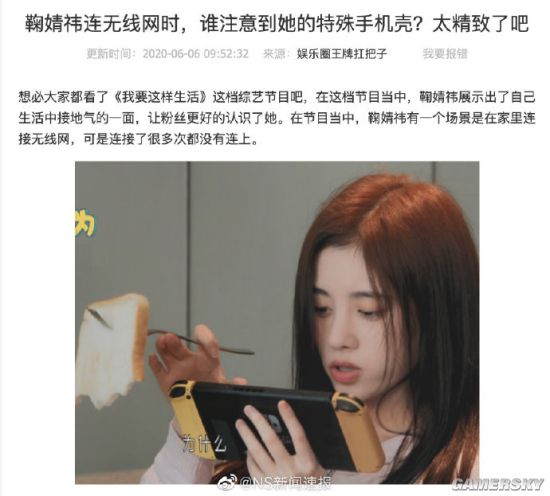 鞠婧祎连无线网时，谁注意到她的特殊手机壳？太精致了吧
更新时间：2020-06-06 09:52:32 来源：娱乐圈王牌扛把子 我要报错
想必大家都看了《我要这样生活》这档综艺节目吧，在这档节目当中，鞠婧祎展示出了自己
生活中接地气的一面，让粉丝更好的认识了她。在节目当中，鞠婧祎有一个场景是在家里连
接无线网，可是连接了很多次都没有连上。
为
为什么
@NS新闻速报
GAMERSKY